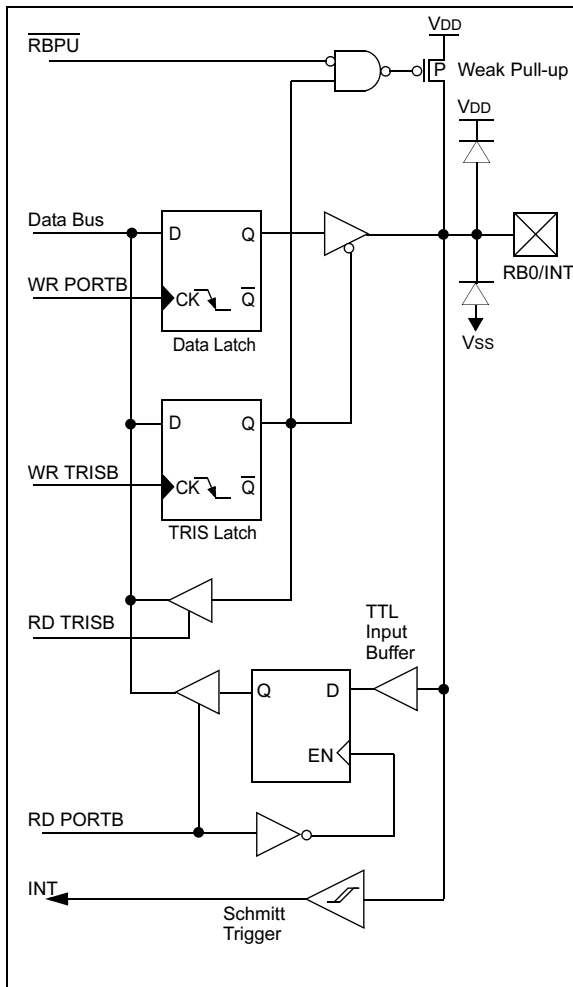 VDD
RBPU
P
Weak Pull-up
VDD
Data Bus
D
Q
RB0/INT
WR PORTB
CK
Q
Data Latch
VSS
D
Q
WR TRISB
CK
Q
TRIS Latch
RD TRISB
TTL
Input
Buffer
Q
D
EN
RD PORTB
INT
Schmitt
Trigger